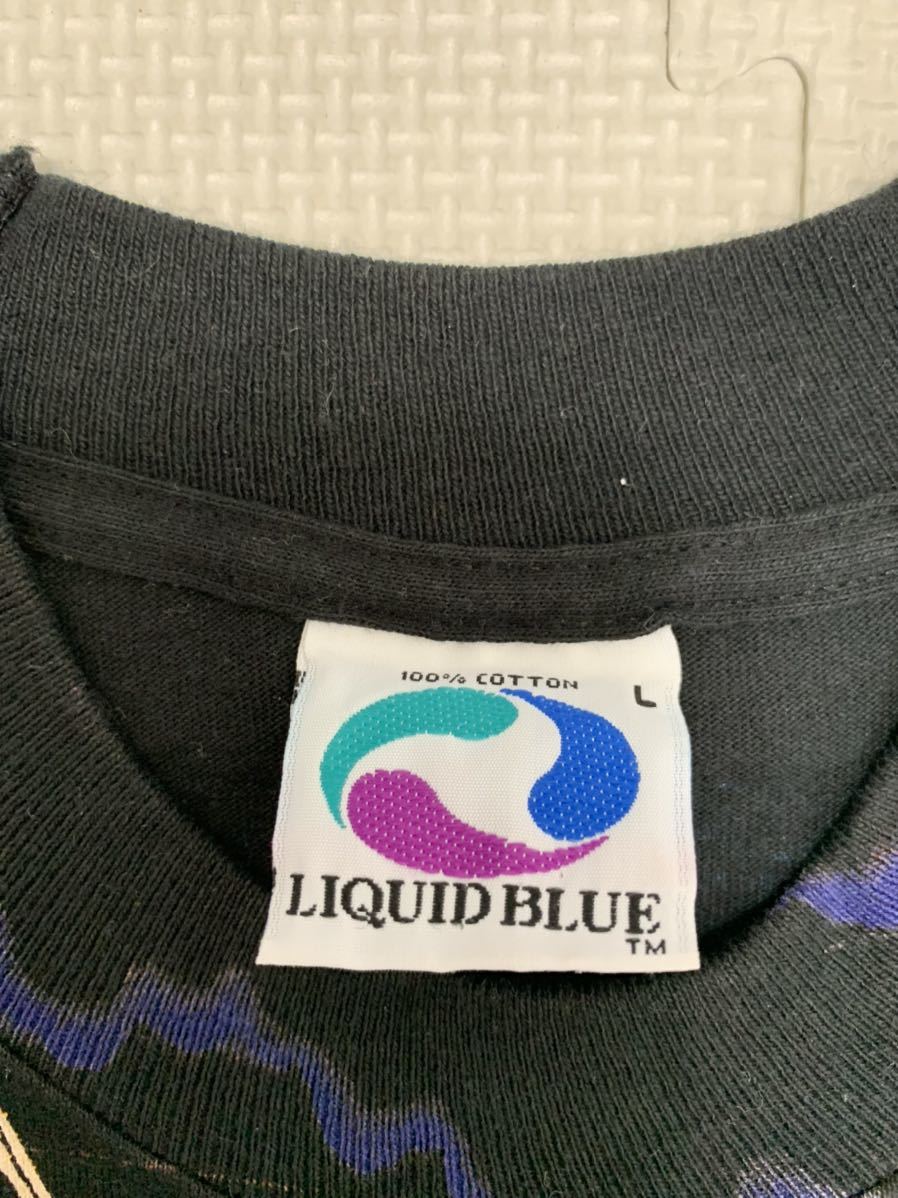 100% COTTON
L
LIQUID BLUE
TM